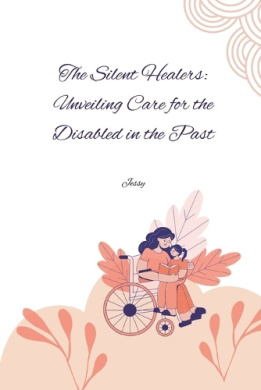 The Silent Healers:
Unveiling Care for the
Disabled in the Past
Jessy